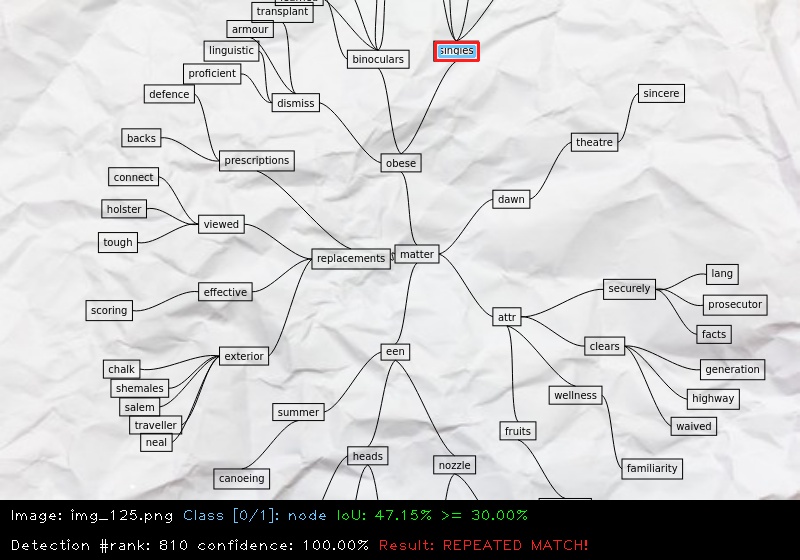 transplant
armour
linguistic
binoculars
singles
proficient
defence
dismiss
sincere
backs
theatre
prescriptions
obese
connect
dawn
holster
viewed
tough
replacements
matter
lang
effective
securely
prosecutor
scoring
attr
facts
exterior
een
clears
chalk
generation
shemales
wellness
highway
salem
summer
traveller
fruits
waived
neal
heads
nozzle
familiarity
canoeing
Image: img_125.png Class [0/1]: node IoU: 47.15% >= 30.00%
Detection #rank: 810 confidence: 100.00% Result: REPEATED MATCH!